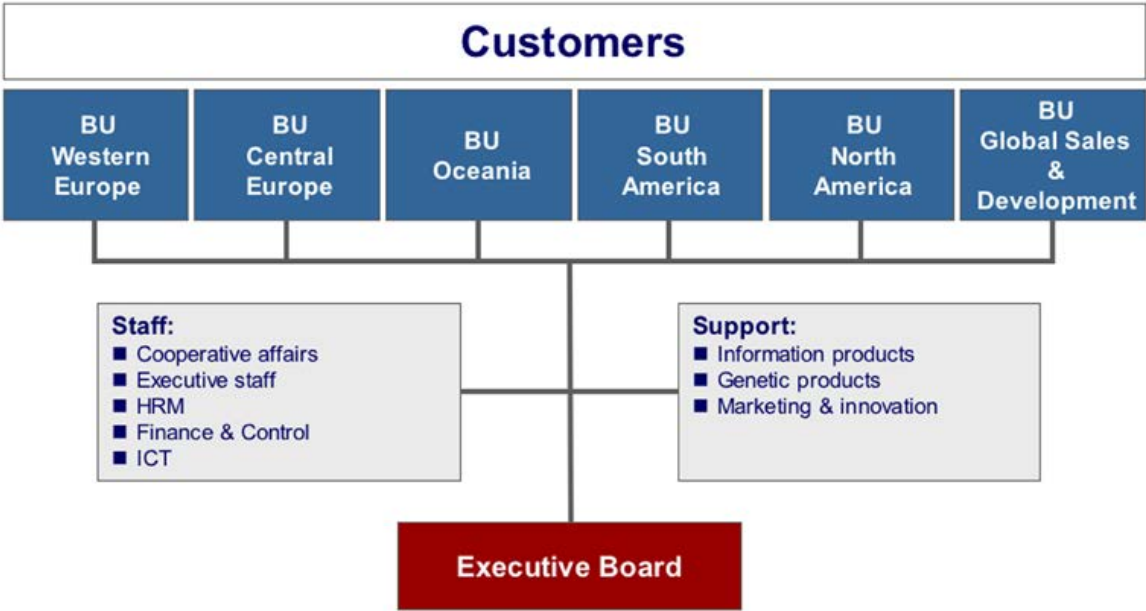 Customers
BU
Western
Europe
BU
Central
Europe
BU
Oceania
BU
South
America
BU
North
America
BU
Global Sales
&
Development
Staff:
Cooperative affairs
Executive staff
HRM
Finance & Control
ICT
Support:
Information products
Genetic products
Marketing & innovation
Executive Board